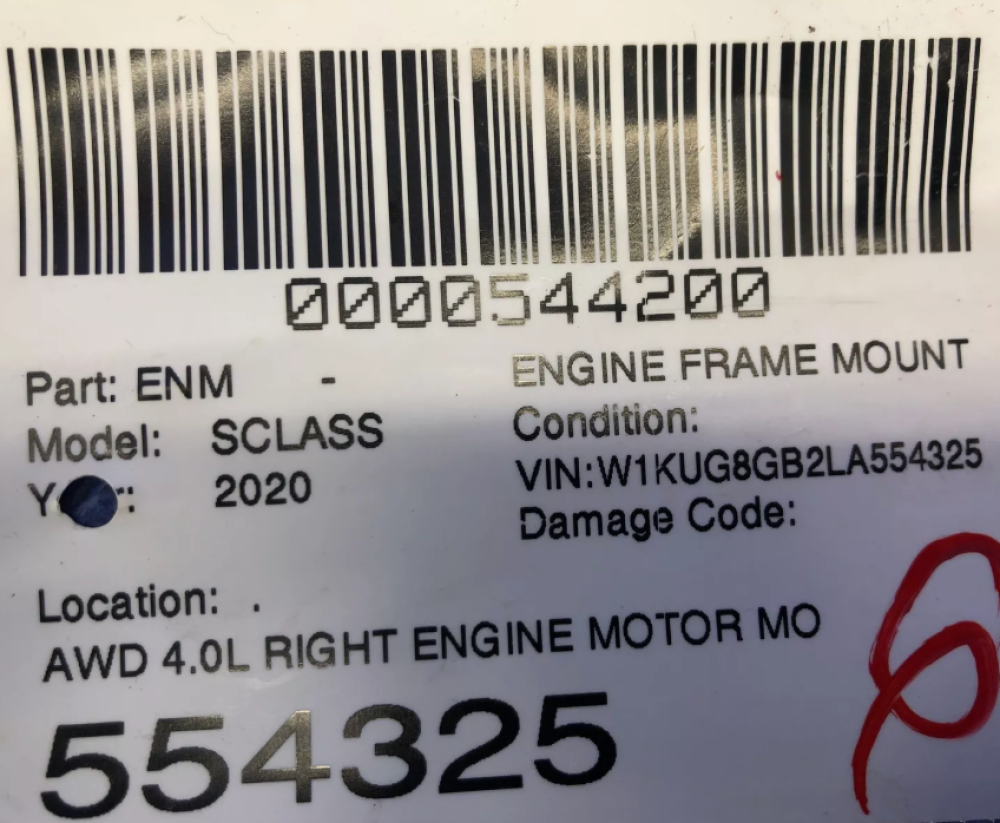 0000544200
Part: ENM - ENGINE FRAME MOUNT
Model: SCLASS Condition:
2020 VIN:W1KUG8GB2LA554325
Damage Code:
Location: .
AWD 4.0L RIGHT ENGINE MOTOR MO
554325